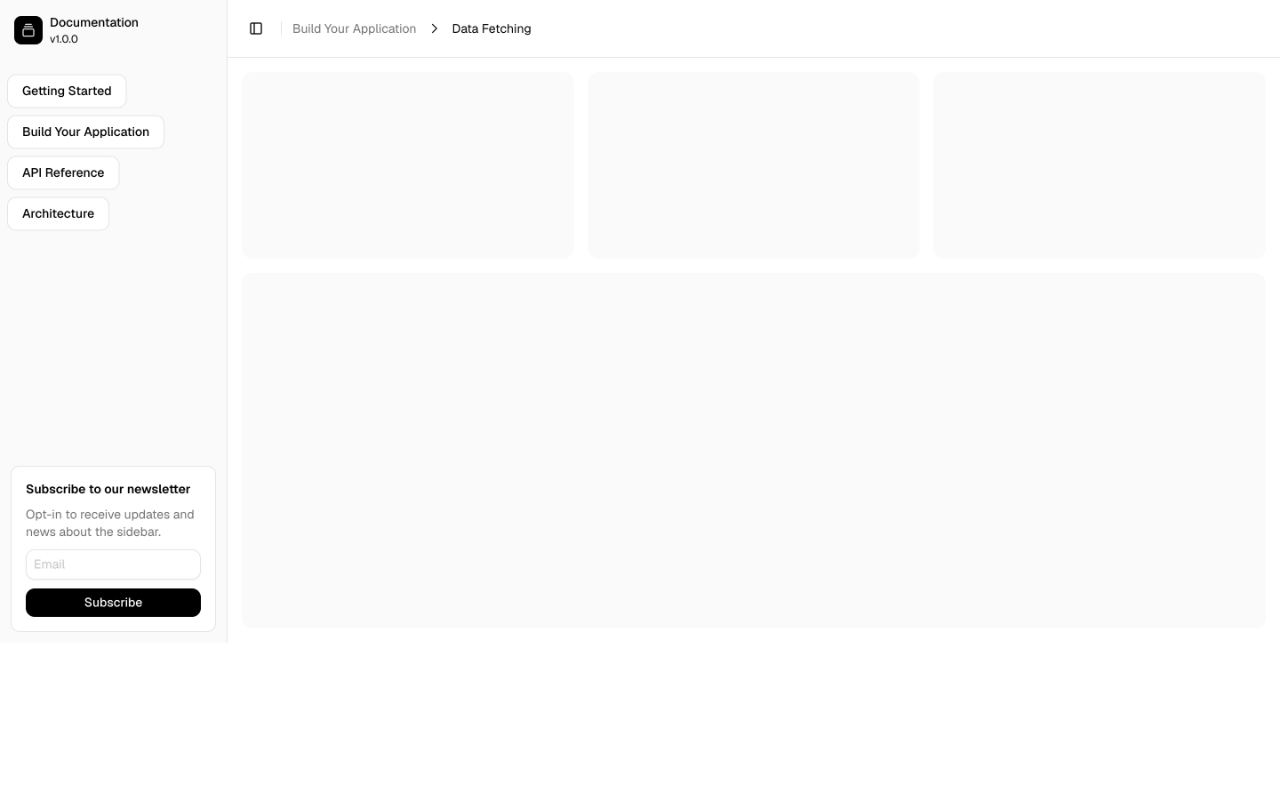 Documentation
v1.0.0
Getting Started
Build Your Application
API Reference
Architecture
Subscribe to our newsletter
Opt-in to receive updates and
news about the sidebar.
Email
Subscribe
Build Your Application
Data Fetching